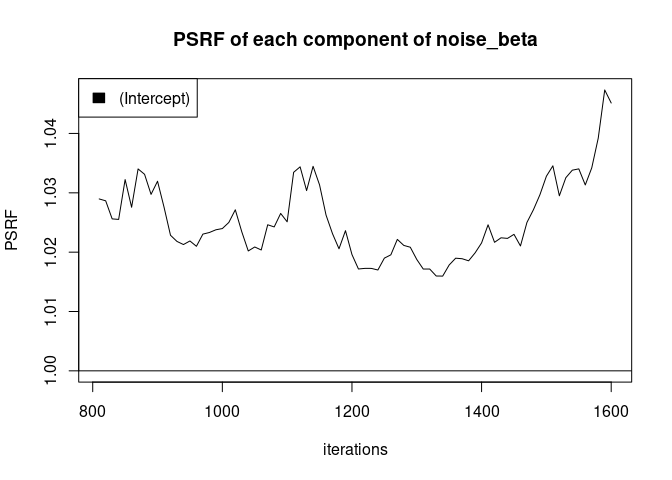 PSRF of each component of noise_beta
(Intercept)
PSRF
1.04
1.03
1.02
1.01
1.00
800 1000 1200 1400 1600
iterations